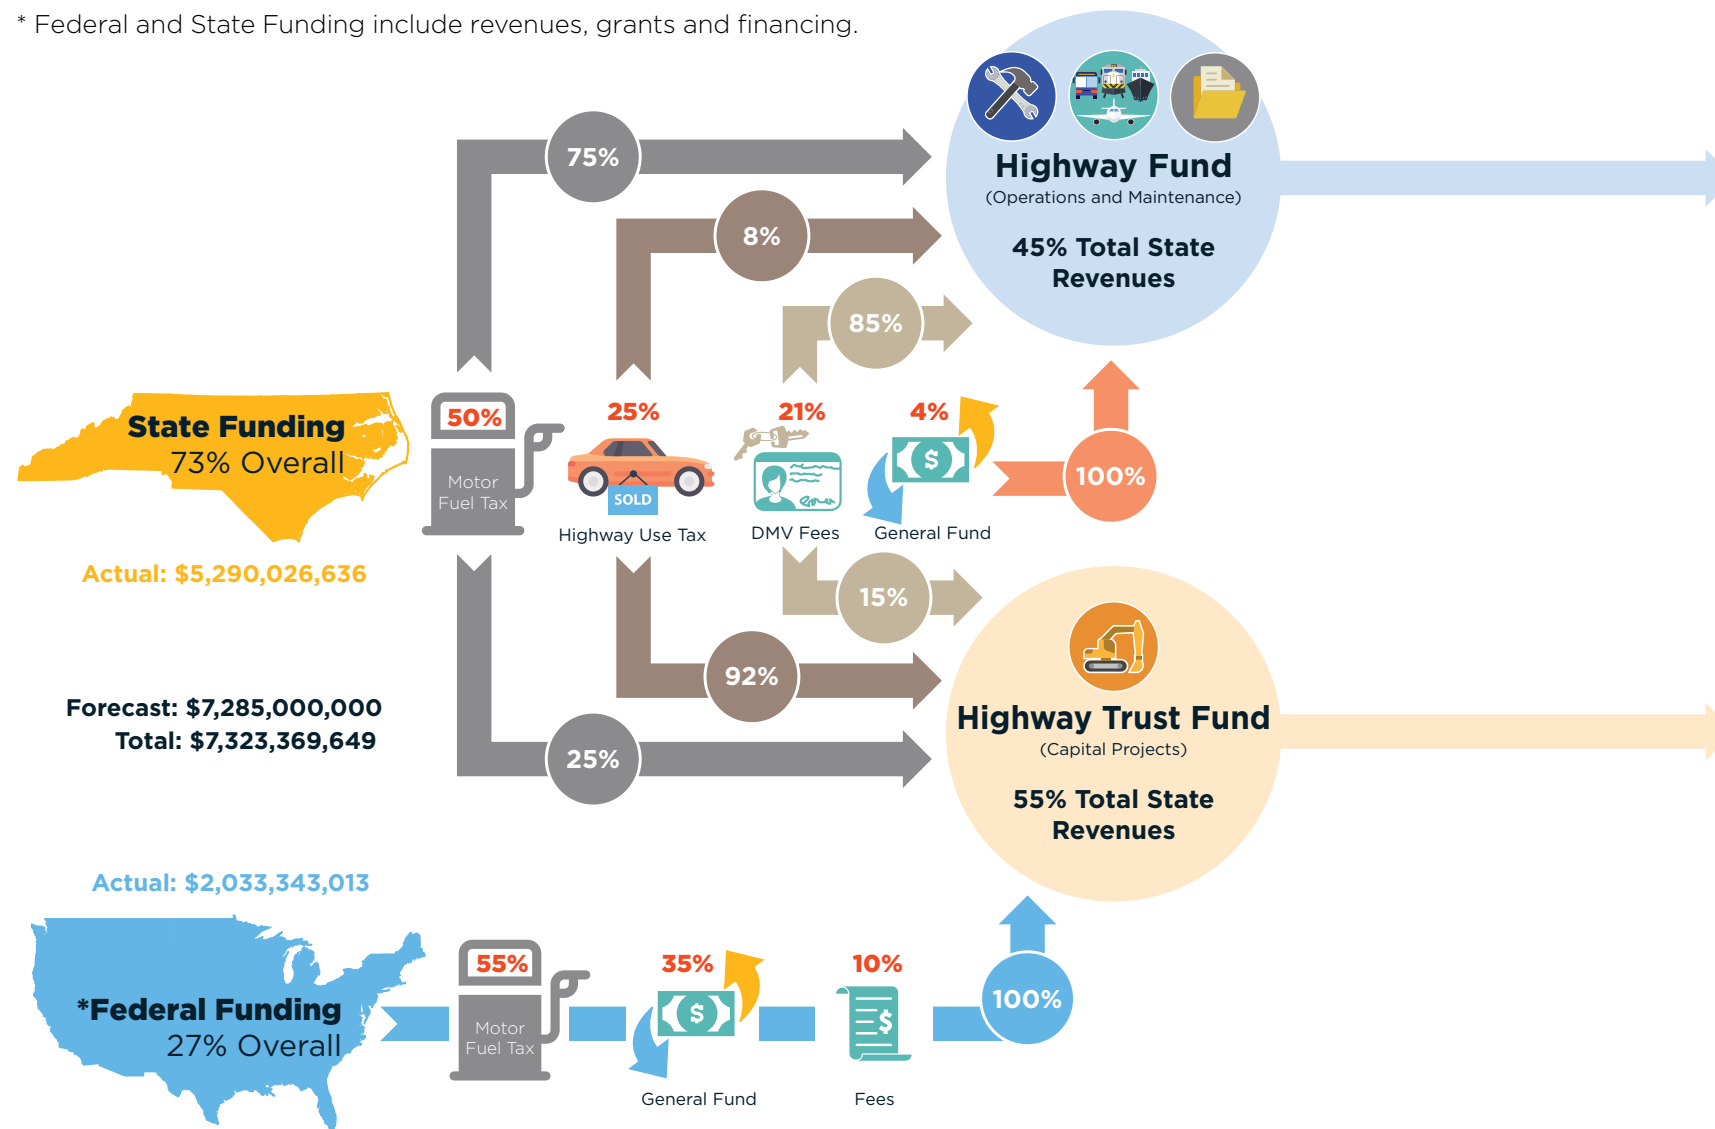 * Federal and State Funding include revenues, grants and financing.
75%
8%
85%
Highway Fund
(Operations and Maintenance)
45% Total State
Revenues
State Funding
73% Overall
Actual: $5,290,026,636
50%
Motor
Fuel Tax
25%
SOLD
Highway Use Tax
21%
DMV Fees
4%
$
General Fund
100%
15%
92%
25%
Highway Trust Fund
(Capital Projects)
55% Total State
Revenues
Forecast: $7,285,000,000
Total: $7,323,369,649
Actual: $2,033,343,013
*Federal Funding
27% Overall
55%
Motor
Fuel Tax
35%
$
General Fund
10%
$
Fees
100%